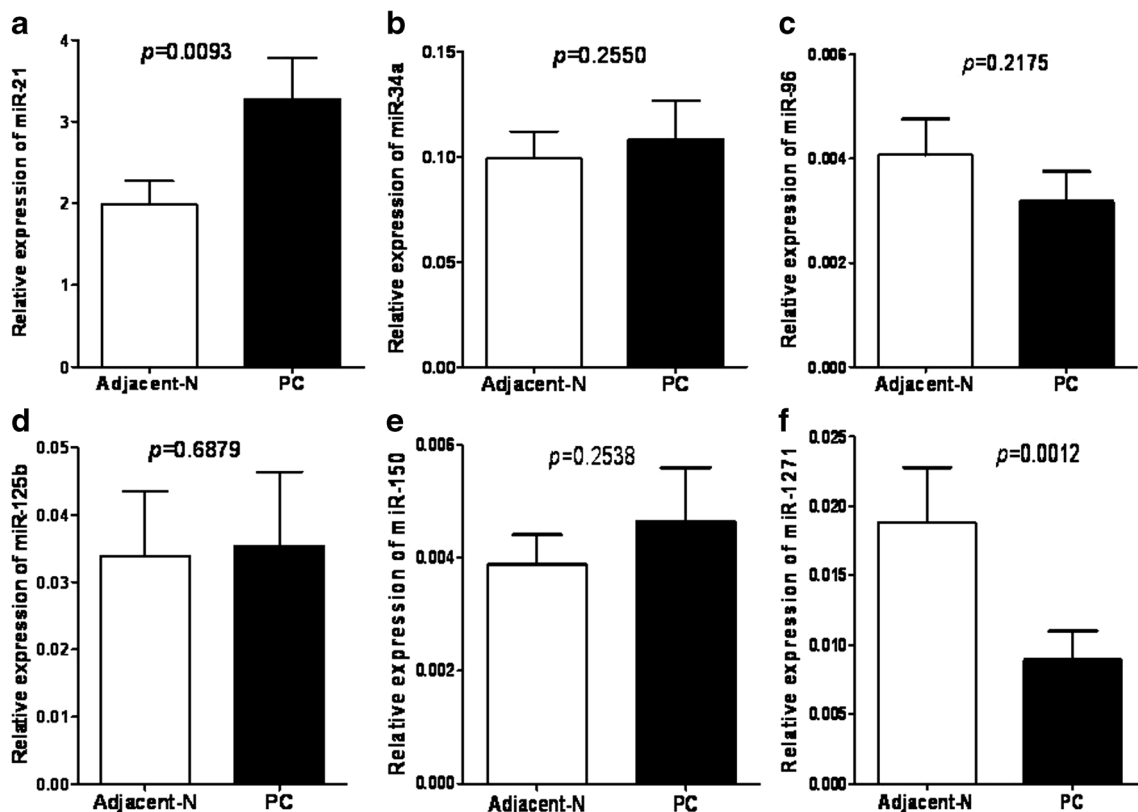 a
p=0.0093
Relative expression of miR-21
4
3
2
1
0
Adjacent-N
PC
b
p=0.2550
Relative expression of miR-34a
0.15
0.10
0.05
0.00
Adjacent-N
PC
c
p=0.2175
Relative expression of miR-96
0.006
0.004
0.002
0.000
Adjacent-N
PC
d
p=0.6879
Relative expression of miR-125b
0.05
0.04
0.03
0.02
0.01
0.00
Adjacent-N
PC
e
p=0.2538
Relative expression of miR-150
0.006
0.004
0.002
0.000
Adjacent-N
PC
f
p=0.0012
Relative expression of miR-1271
0.025
0.020
0.015
0.010
0.005
0.000
Adjacent-N
PC